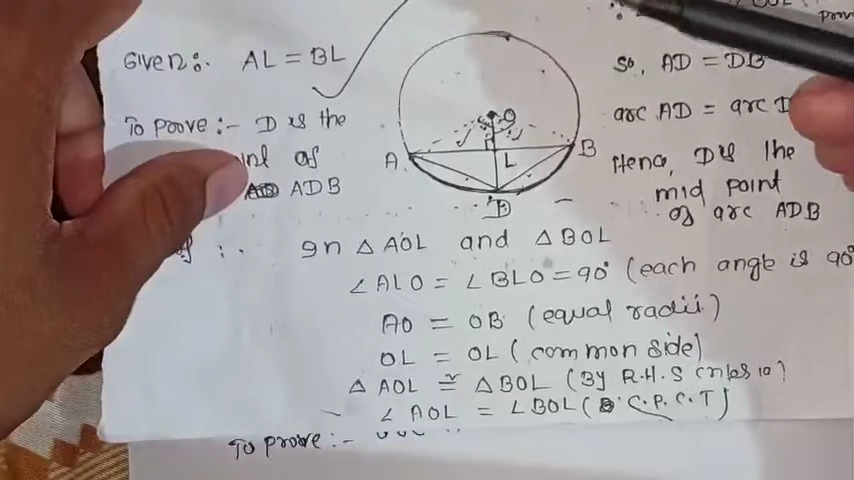 Given:. AL = BL
To prove :- D is the
of
ADB
A
B
O
L
D
In △ AOL and △ BOL
∠ALO = ∠BLO = 90° (each angle is 90°
AO = OB (equal radii)
OL = OL (common side)
△ AOL ≅ △ BOL (By R.H.S
∠ AOL = ∠BOL ( C.P.C.T)
To prove :-
so, AD = DB
arc AD = arc D
Hence, D is the
mid point
of arc ADB